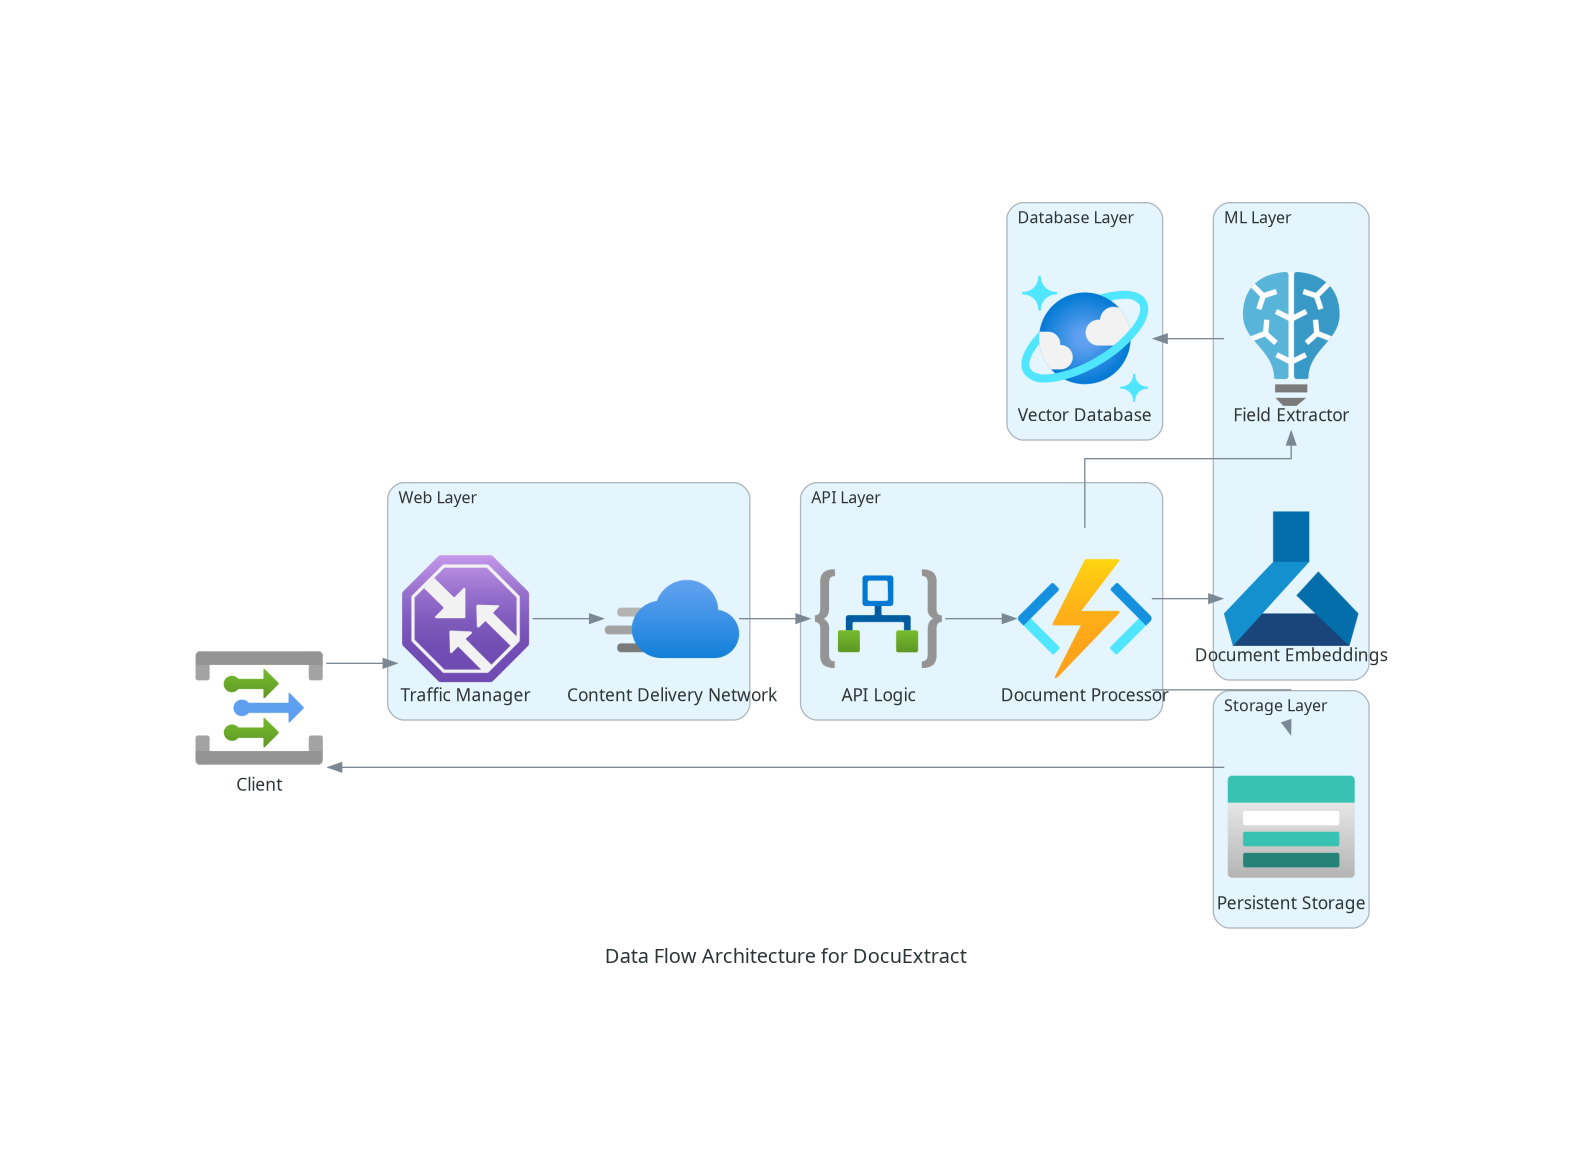 Database Layer
ML Layer
Vector Database
Field Extractor
Web Layer
API Layer
Traffic Manager
Content Delivery Network
API Logic
Document Processor
Document Embeddings
Storage Layer
Client
Persistent Storage
Data Flow Architecture for DocuExtract